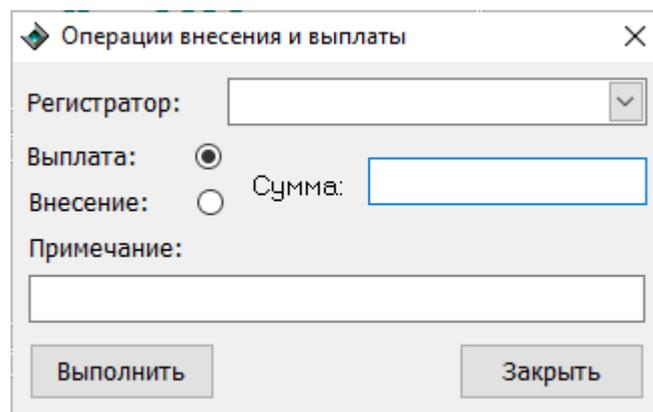 Операции внесения и выплаты
Регистратор:
Выплата:
Сумма:
Внесение:
Примечание:
Выполнить Закрыть